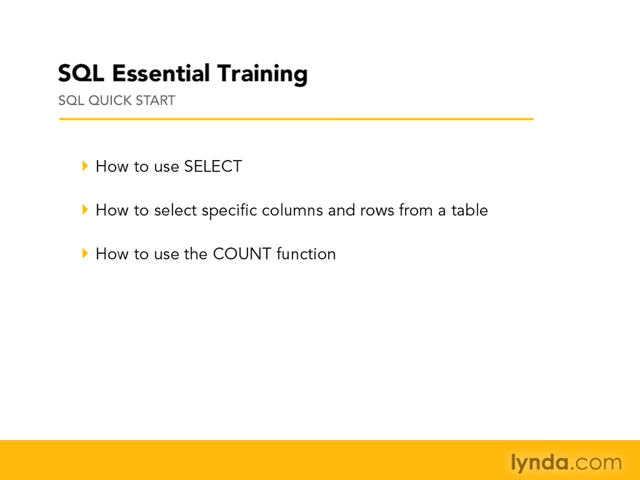 SQL Essential Training
SQL QUICK START
How to use SELECT
How to select specific columns and rows from a table
How to use the COUNT function
lynda.com